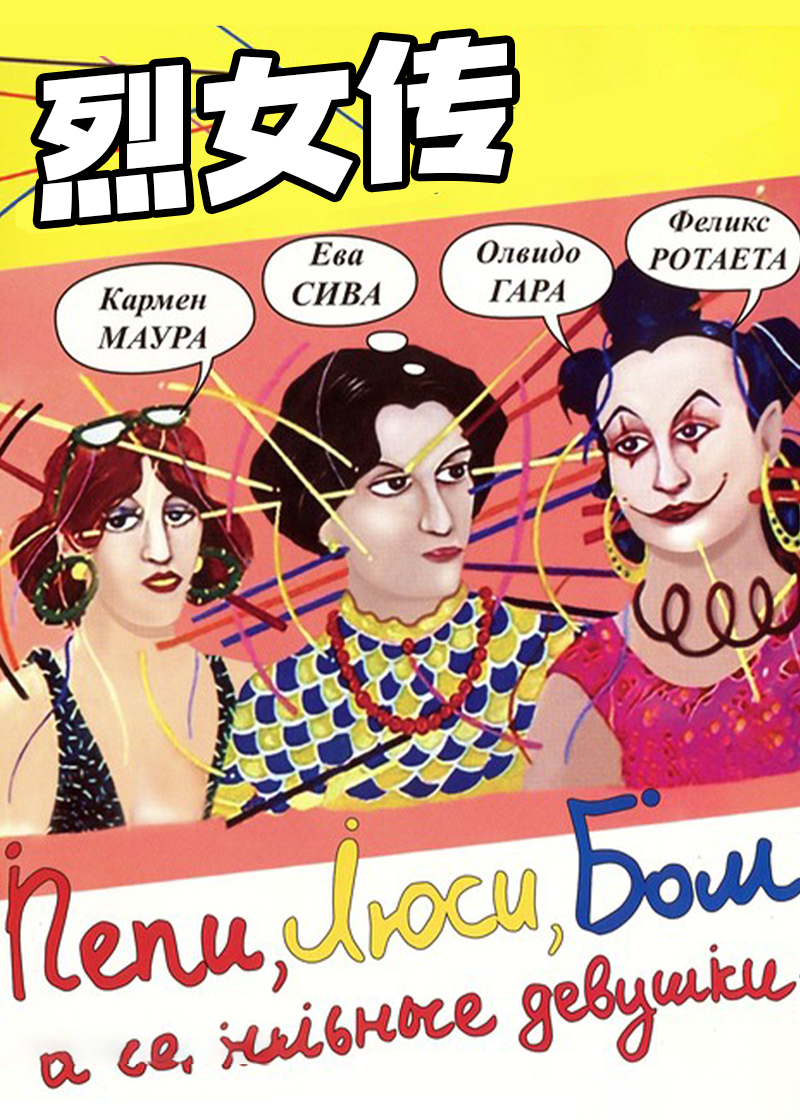 烈女传
Кармен
МАУРА
Ева
СИВА
Олвидо
ГАРА
Феликс
РОТАЕТА
Пепи, Люси, Бом
а девушки